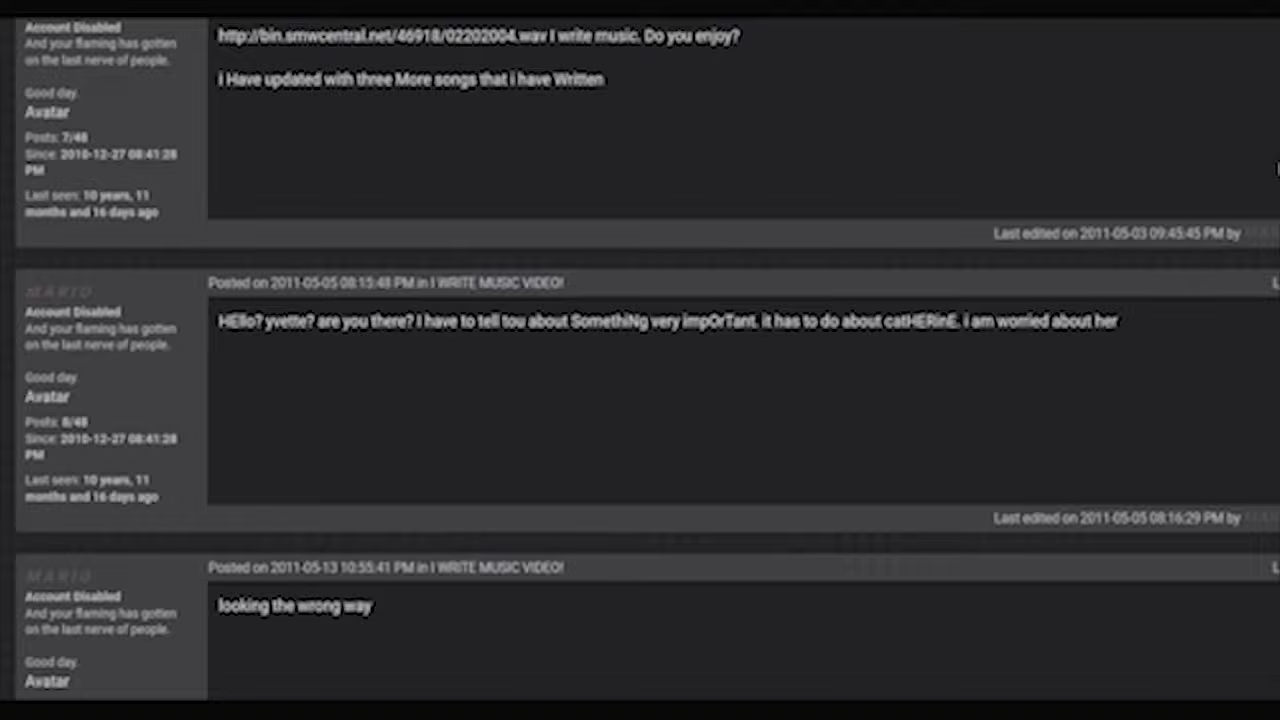 Account Disabled
And your flaming has gotten
on the last nerve of people.
Good day.
Avatar
Posts: 7/48
Since: 2010-12-27 08:41:28
PM
Last seen: 10 years, 11
months and 16 days ago
http://bin.smwcentral.net/46918/02202004.wav I write music. Do you enjoy?
i Have updated with three More songs that i have Written
Last edited on 2011-05-03 09:45:45 PM by
MARIO
Posted on 2011-05-05 08:15:48 PM in I WRITE MUSIC VIDEO!
Account Disabled
And your flaming has gotten
on the last nerve of people.
Good day.
Avatar
Posts: 8/48
Since: 2010-12-27 08:41:28
PM
Last seen: 10 years, 11
months and 16 days ago
HEllo? yvette? are you there? I have to tell tou about SomethiNg very impOrTant. it has to do about catHERinE. i am worried about her
Last edited on 2011-05-05 08:16:29 PM by
MARIO
Posted on 2011-05-13 10:55:41 PM in I WRITE MUSIC VIDEO!
Account Disabled
And your flaming has gotten
on the last nerve of people.
Good day.
Avatar
looking the wrong way